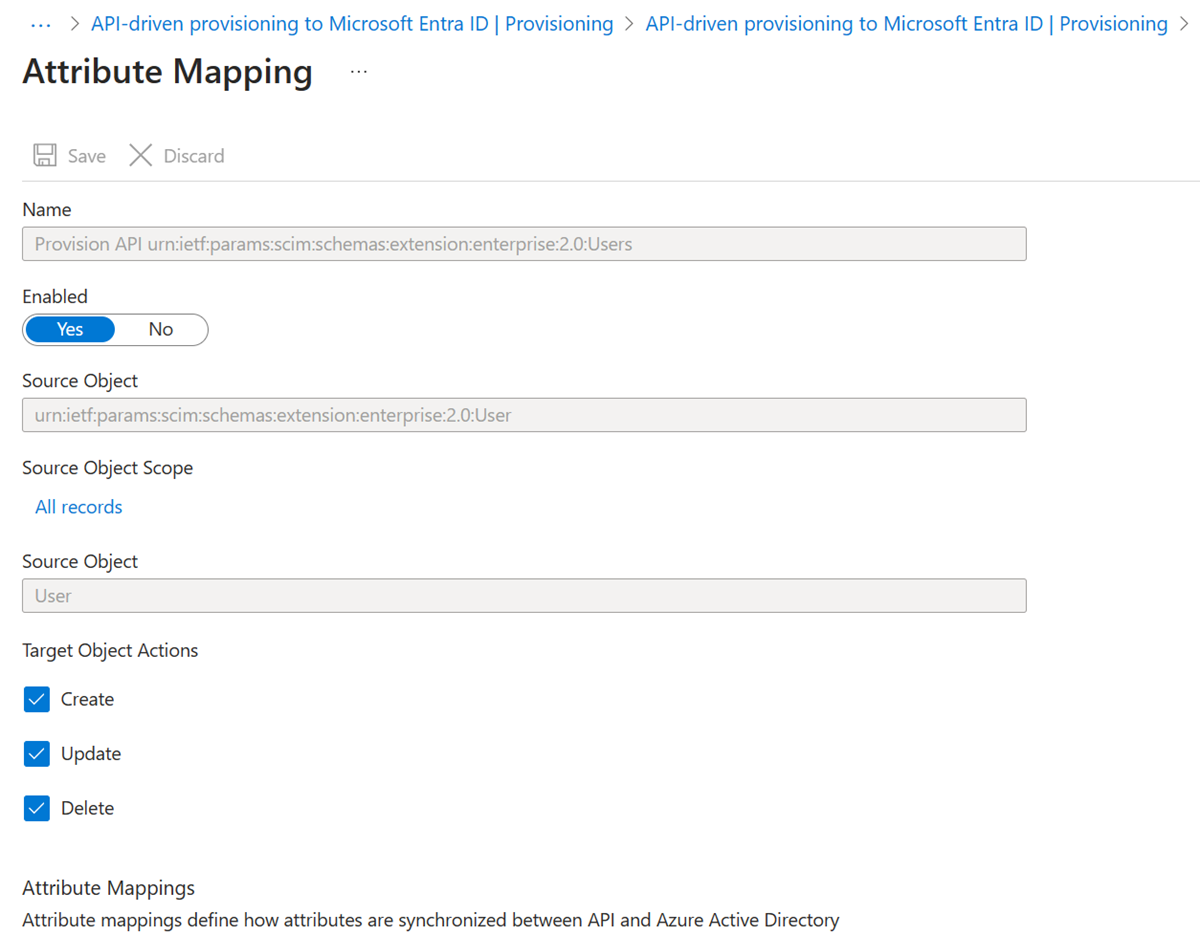 ... > API-driven provisioning to Microsoft Entra ID | Provisioning > API-driven provisioning to Microsoft Entra ID | Provisioning >
Attribute Mapping ...
Save Discard
Name
Provision API urn:ietf:params:scim:schemas:extension:enterprise:2.0:Users
Enabled
Yes No
Source Object
urn:ietf:params:scim:schemas:extension:enterprise:2.0:User
Source Object Scope
All records
Source Object
User
Target Object Actions
Create
Update
Delete
Attribute Mappings
Attribute mappings define how attributes are synchronized between API and Azure Active Directory